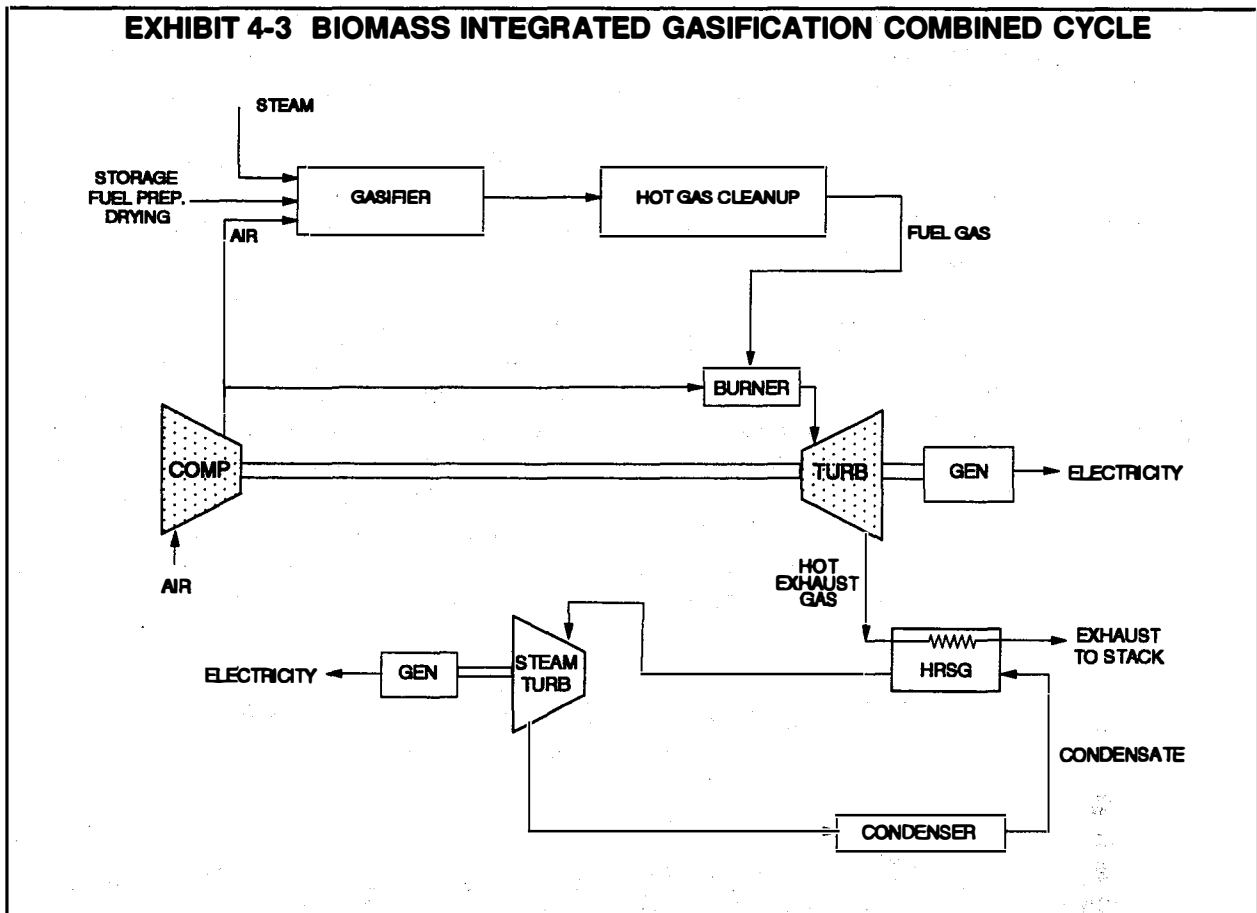 EXHIBIT 4-3 BIOMASS INTEGRATED GASIFICATION COMBINED CYCLE
STEAM
STORAGE
FUEL PREP.
DRYING
AIR
GASIFIER
HOT GAS CLEANUP
FUEL GAS
BURNER
COMP
TURB
GEN
ELECTRICITY
AIR
HOT
EXHAUST
GAS
EXHAUST
TO STACK
HRSG
ELECTRICITY
GEN
STEAM
TURB
CONDENSATE
CONDENSER